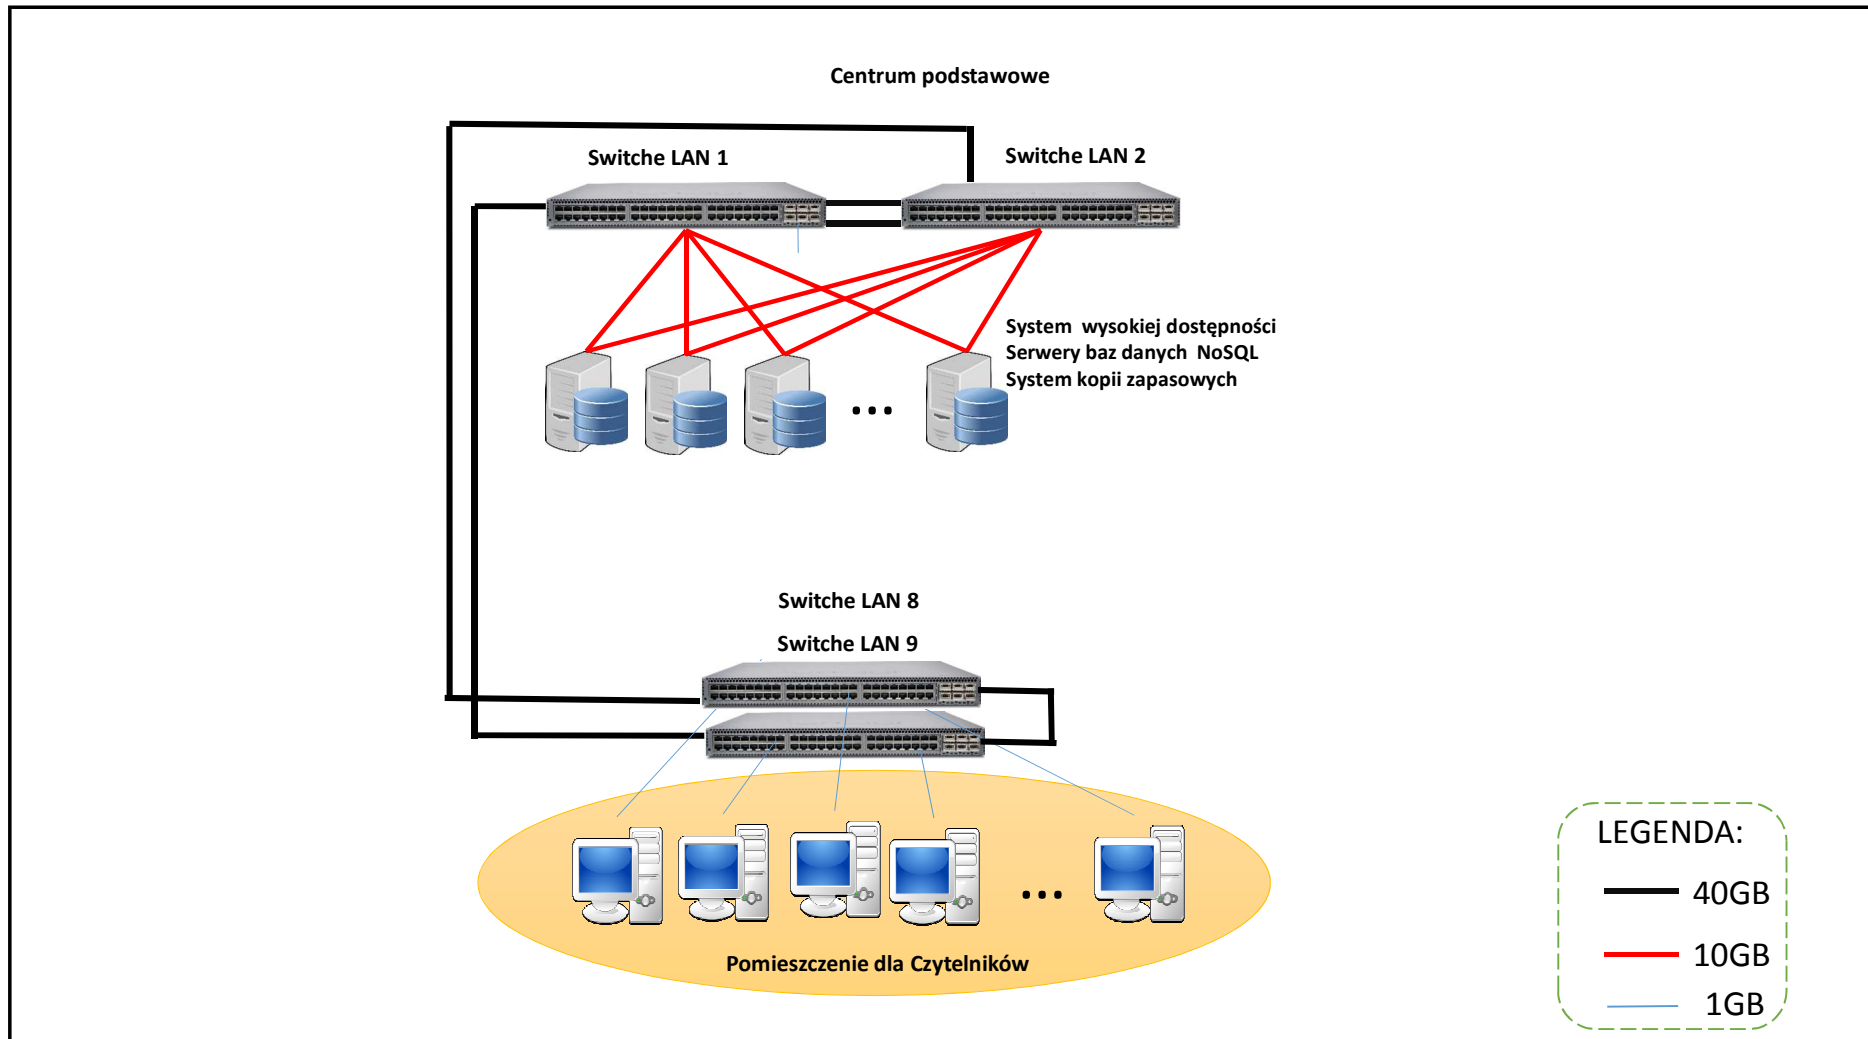 Centrum podstawowe
Switche LAN 1
Switche LAN 2
System wysokiej dostępności
Serwery baz danych NoSQL
System kopii zapasowych
...
Switche LAN 8
Switche LAN 9
...
Pomieszczenie dla Czytelników
LEGENDA:
40GB
10GB
1GB